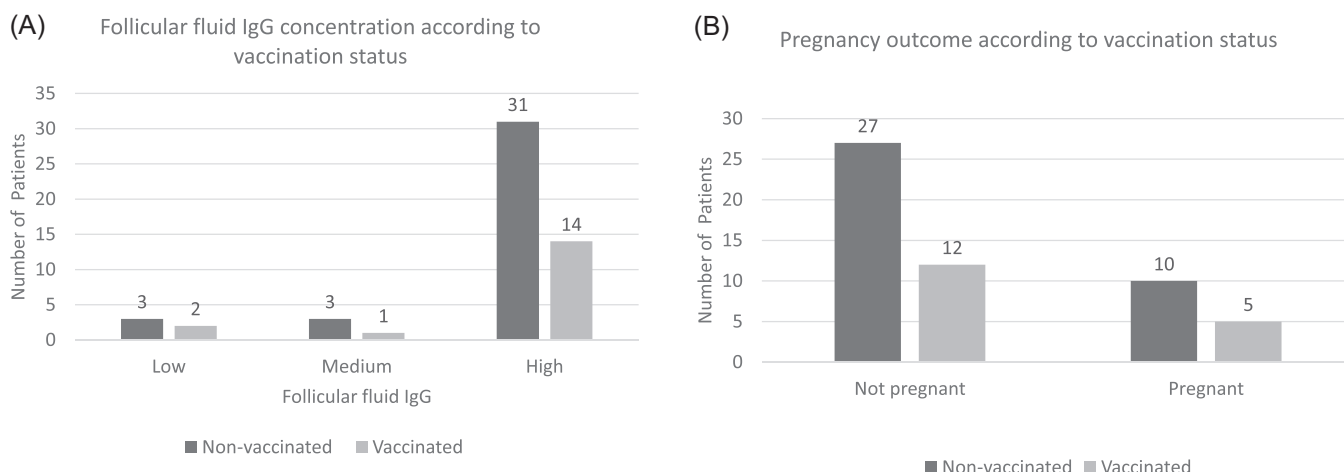 (A)
Follicular fluid IgG concentration according to
vaccination status
Number of Patients
35
30
25
20
15
10
5
0
3
2
3
1
31
14
Low
Medium
High
Follicular fluid IgG
Non-vaccinated
Vaccinated
(B)
Pregnancy outcome according to vaccination status
Number of Patients
30
25
20
15
10
5
0
27
12
10
5
Not pregnant
Pregnant
Non-vaccinated
Vaccinated